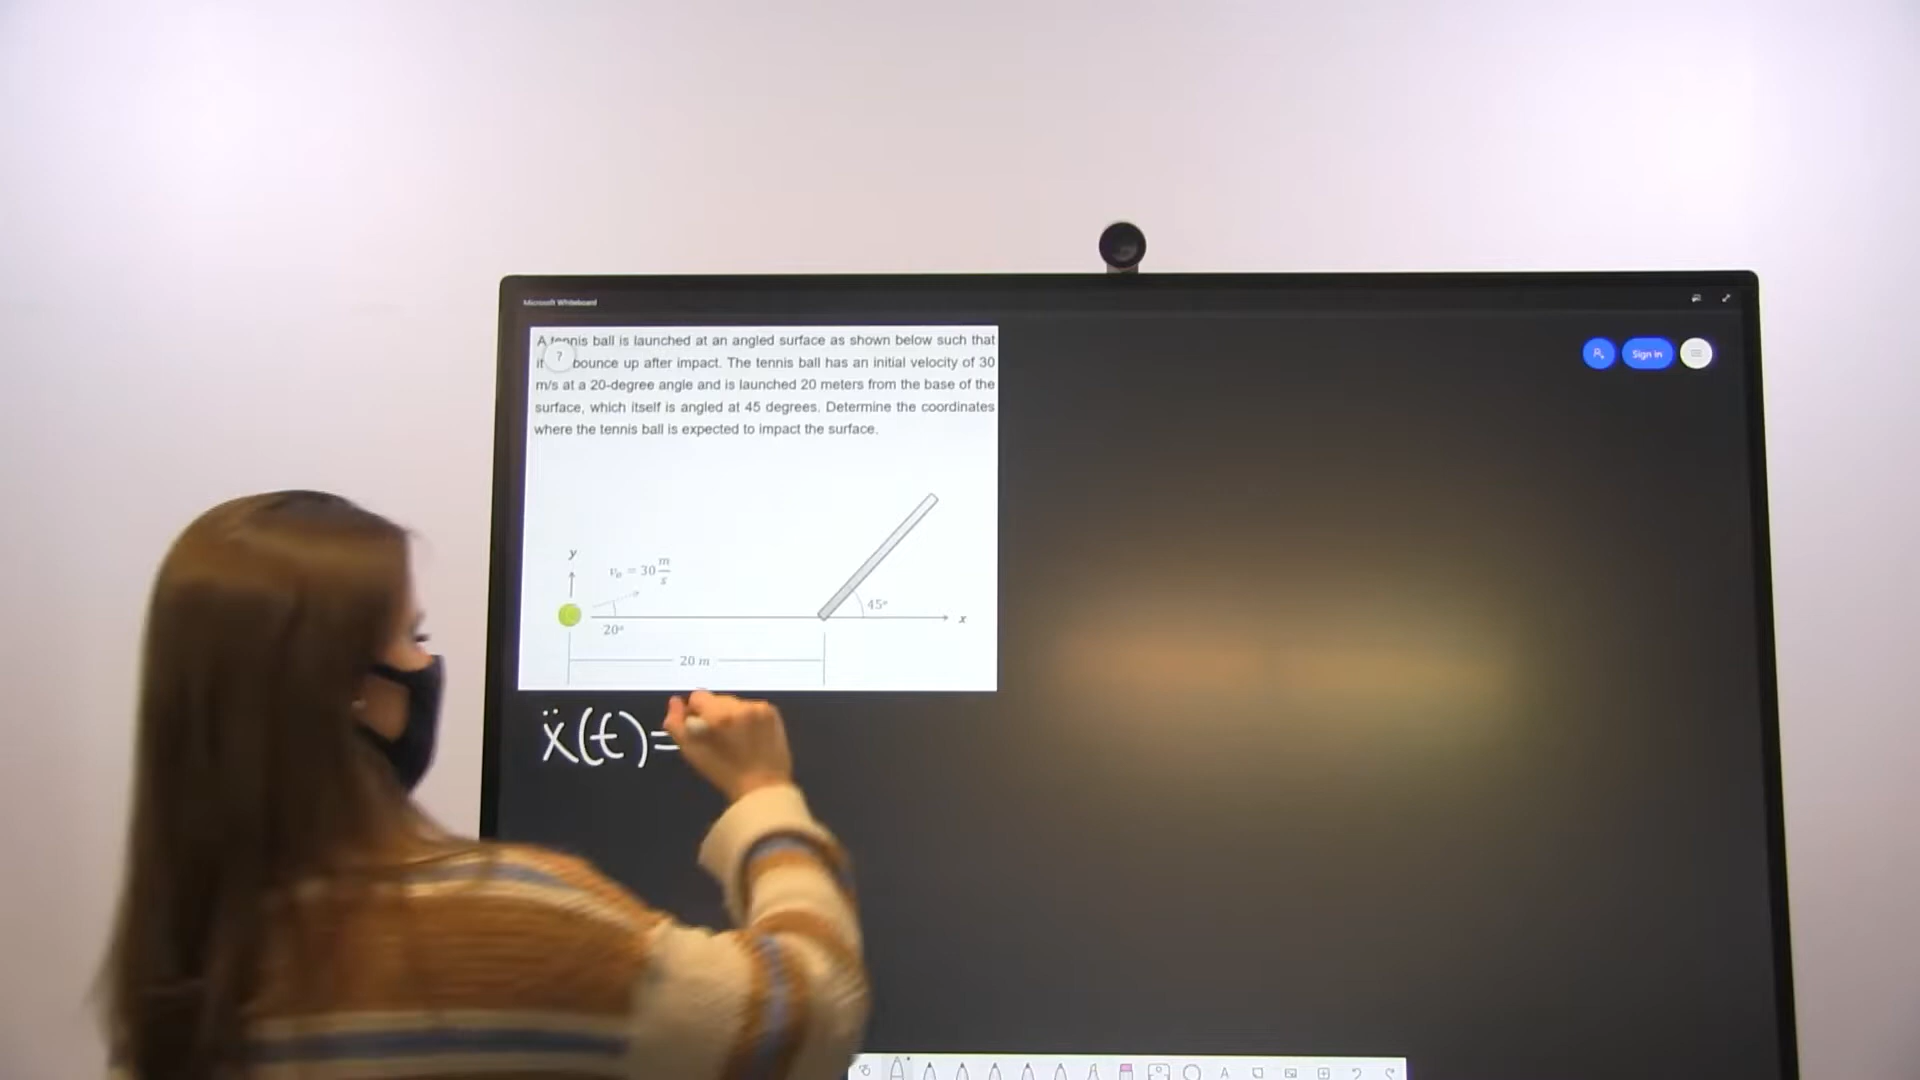 Microsoft Whiteboard
Sign in
A tennis ball is launched at an angled surface as shown below such that
it ? bounce up after impact. The tennis ball has an initial velocity of 30
m/s at a 20-degree angle and is launched 20 meters from the base of the
surface, which itself is angled at 45 degrees. Determine the coordinates
where the tennis ball is expected to impact the surface.
y
v₀ = 30 m/s
20°
45°
x
20 m
ẍ(t)=